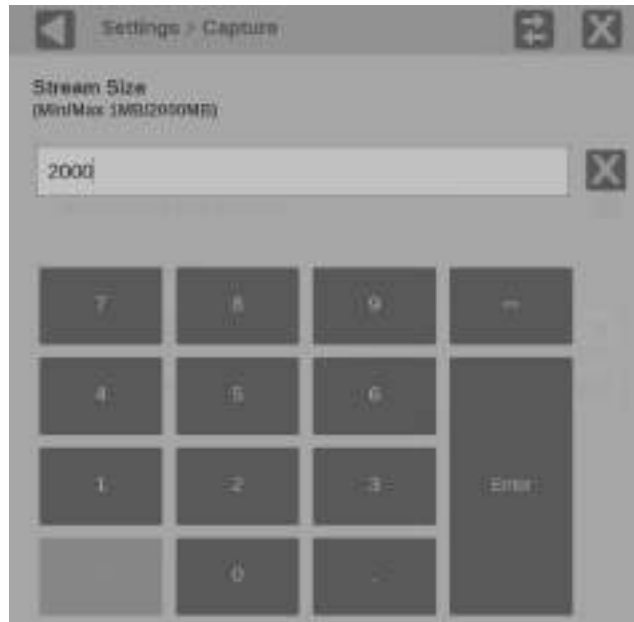 Settings > Capture
Stream Size
(Min/Max 1MB/2000MB)
2000
7 8 9
4 5 6
1 2 3 Enter
0 .